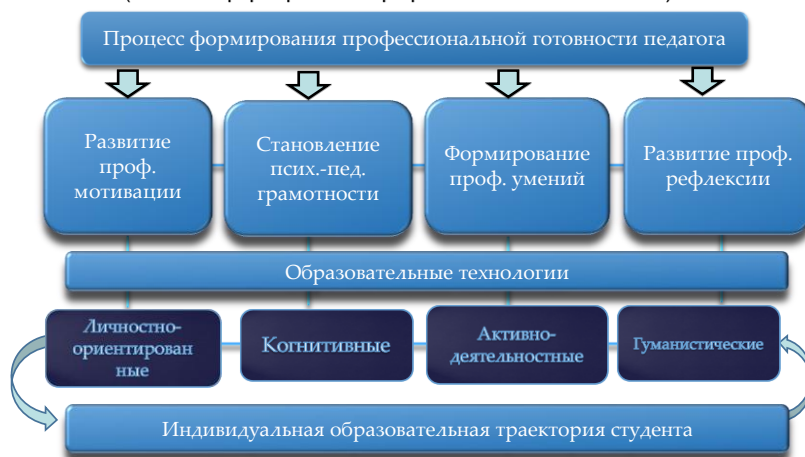 Процесс формирования профессиональной готовности педагога
Развитие
проф.
мотивации
Становление
псих.-пед.
грамотности
Формирование
проф. умений
Развитие проф.
рефлексии
Образовательные технологии
Личностно-
ориентирован
ные
Когнитивные
Активно-
деятельностные
Гуманистические
Индивидуальная образовательная траектория студента